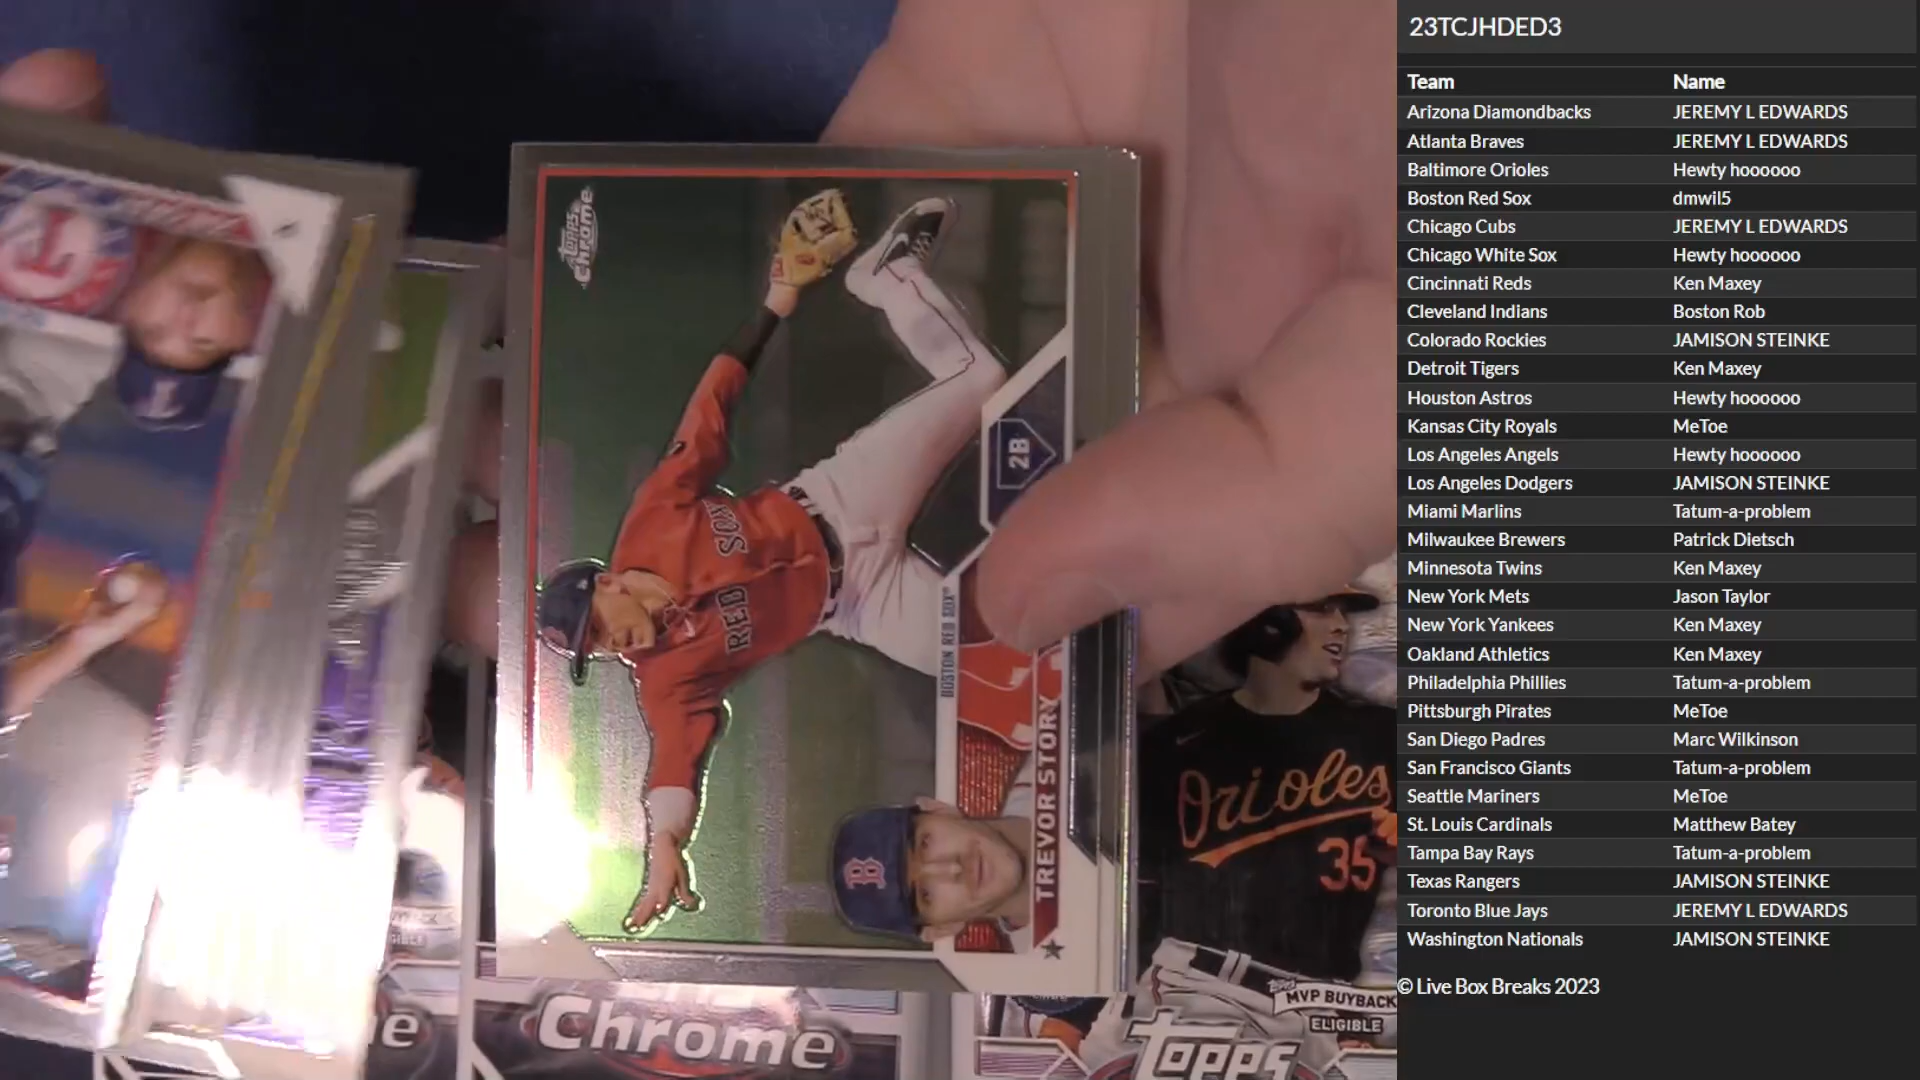 Topps
Chrome
RED SOX
2B
BOSTON RED SOX
TREVOR STORY
B
Orioles
35
Chrome
MVP BUYBACK
ELIGIBLE
Topps
23TCJHDED3
Team Name
Arizona Diamondbacks JEREMY L EDWARDS
Atlanta Braves JEREMY L EDWARDS
Baltimore Orioles Hewty hoooooo
Boston Red Sox dmwil5
Chicago Cubs JEREMY L EDWARDS
Chicago White Sox Hewty hoooooo
Cincinnati Reds Ken Maxey
Cleveland Indians Boston Rob
Colorado Rockies JAMISON STEINKE
Detroit Tigers Ken Maxey
Houston Astros Hewty hoooooo
Kansas City Royals MeToe
Los Angeles Angels Hewty hoooooo
Los Angeles Dodgers JAMISON STEINKE
Miami Marlins Tatum-a-problem
Milwaukee Brewers Patrick Dietsch
Minnesota Twins Ken Maxey
New York Mets Jason Taylor
New York Yankees Ken Maxey
Oakland Athletics Ken Maxey
Philadelphia Phillies Tatum-a-problem
Pittsburgh Pirates MeToe
San Diego Padres Marc Wilkinson
San Francisco Giants Tatum-a-problem
Seattle Mariners MeToe
St. Louis Cardinals Matthew Batey
Tampa Bay Rays Tatum-a-problem
Texas Rangers JAMISON STEINKE
Toronto Blue Jays JEREMY L EDWARDS
Washington Nationals JAMISON STEINKE
© Live Box Breaks 2023